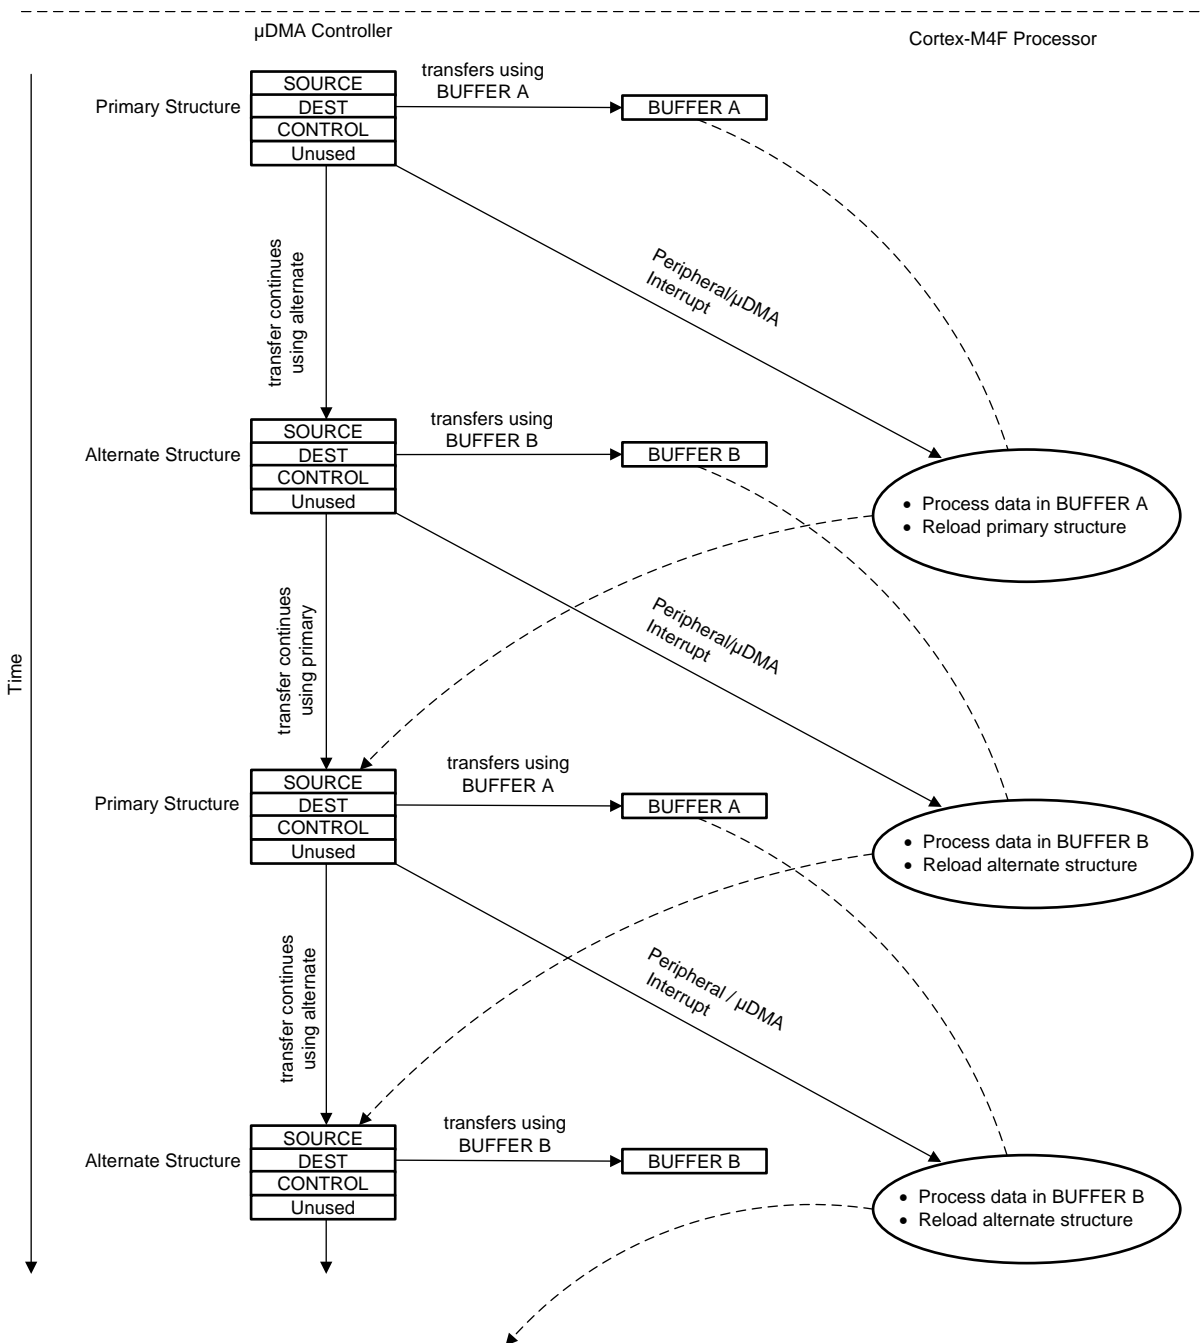 µDMA Controller
Cortex-M4F Processor
transfers using
BUFFER A
SOURCE
Primary Structure
DEST
BUFFER A
CONTROL
Unused
transfer continues
using alternate
Peripheral/µDMA
Interrupt
transfers using
BUFFER B
SOURCE
Alternate Structure
DEST
BUFFER B
CONTROL
Unused
• Process data in BUFFER A
• Reload primary structure
transfer continues
using primary
Peripheral/µDMA
Interrupt
Time
transfers using
BUFFER A
SOURCE
Primary Structure
DEST
BUFFER A
CONTROL
Unused
• Process data in BUFFER B
• Reload alternate structure
transfer continues
using alternate
Peripheral / µDMA
Interrupt
transfers using
BUFFER B
SOURCE
Alternate Structure
DEST
BUFFER B
CONTROL
Unused
• Process data in BUFFER B
• Reload alternate structure